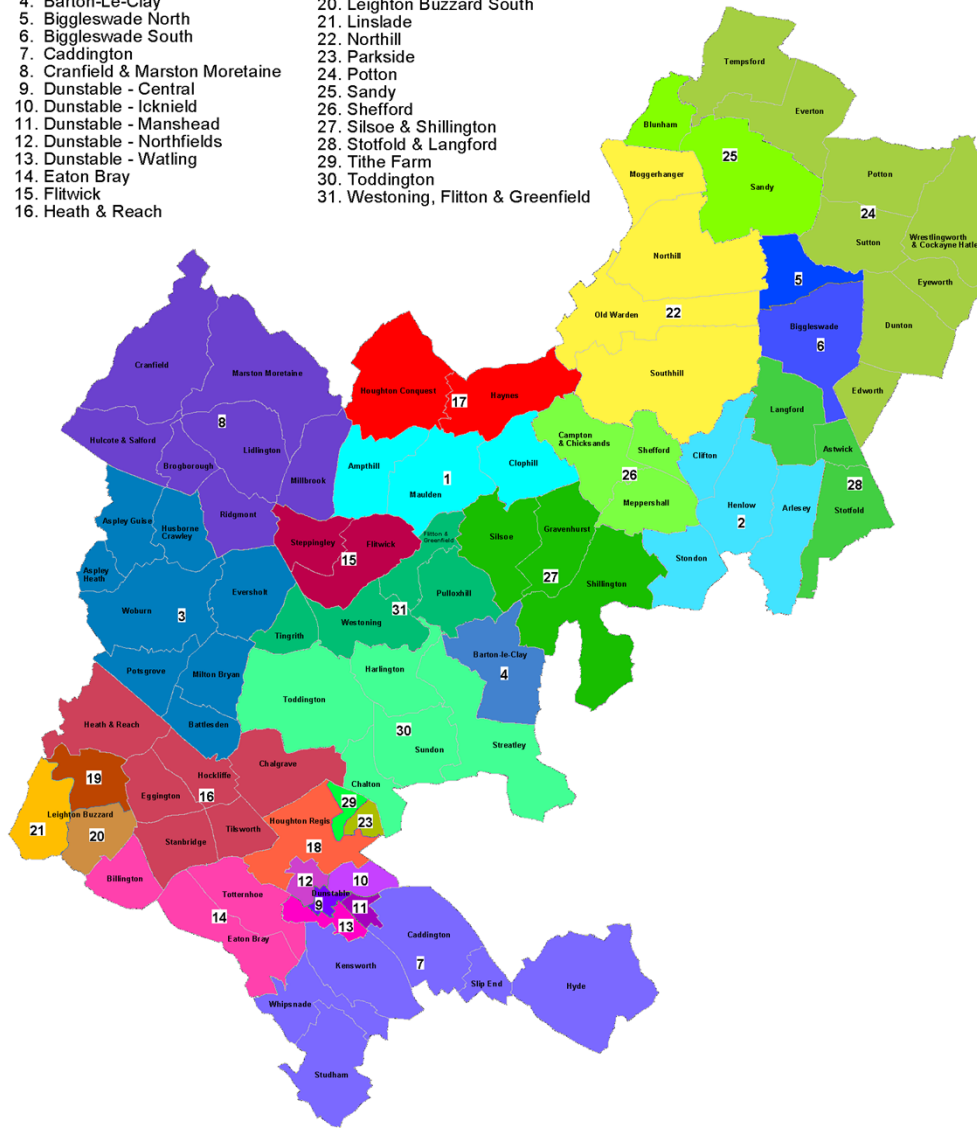 4. Barton-Le-Clay
5. Biggleswade North
6. Biggleswade South
7. Caddington
8. Cranfield & Marston Moretaine
9. Dunstable - Central
10. Dunstable - Icknield
11. Dunstable - Manshead
12. Dunstable - Northfields
13. Dunstable - Watling
14. Eaton Bray
15. Flitwick
16. Heath & Reach
20. Leighton Buzzard South
21. Linslade
22. Northill
23. Parkside
24. Potton
25. Sandy
26. Shefford
27. Silsoe & Shillington
28. Stotfold & Langford
29. Tithe Farm
30. Toddington
31. Westoning, Flitton & Greenfield
Tempsford
Everton
Blunham
25
Sandy
Moggerhanger
Potton
24
Sutton
Wrestlingworth
& Cockayne Hatle
Northill
Eyeworth
5
Old Warden
22
Biggleswade
6
Dunton
Southhill
Edworth
Cranfield
Marston Moretaine
Houghton Conquest
17
Haynes
Langford
8
Hulcote & Salford
Lidlington
Brogborough
Millbrook
Ampthill
1
Maulden
Clophill
Campton
& Chicksands
Shefford
26
Meppershall
Clifton
Astwick
28
Stotfold
Henlow
2
Arlesey
Ridgmont
Aspley Guise
Husborne
Crawley
Steppingley
Flitwick
15
Flitton &
Greenfield
Silsoe
Gravenhurst
27
Shillington
Stondon
Aspley
Heath
Woburn
3
Eversholt
Pulloxhill
31
Westoning
Tingrith
Potsgrove
Milton Bryan
Battlesden
Harlington
Toddington
Barton-le-Clay
4
30
Sundon
Streatley
Heath & Reach
Chalgrave
Hockliffe
16
Eggington
Chalton
19
29
23
Leighton Buzzard
21
20
Houghton Regis
18
Tilsworth
Stanbridge
Billington
12
10
Dunstable
9
11
13
Totternhoe
14
Eaton Bray
Caddington
7
Kensworth
Slip End
Hyde
Whipsnade
Studham